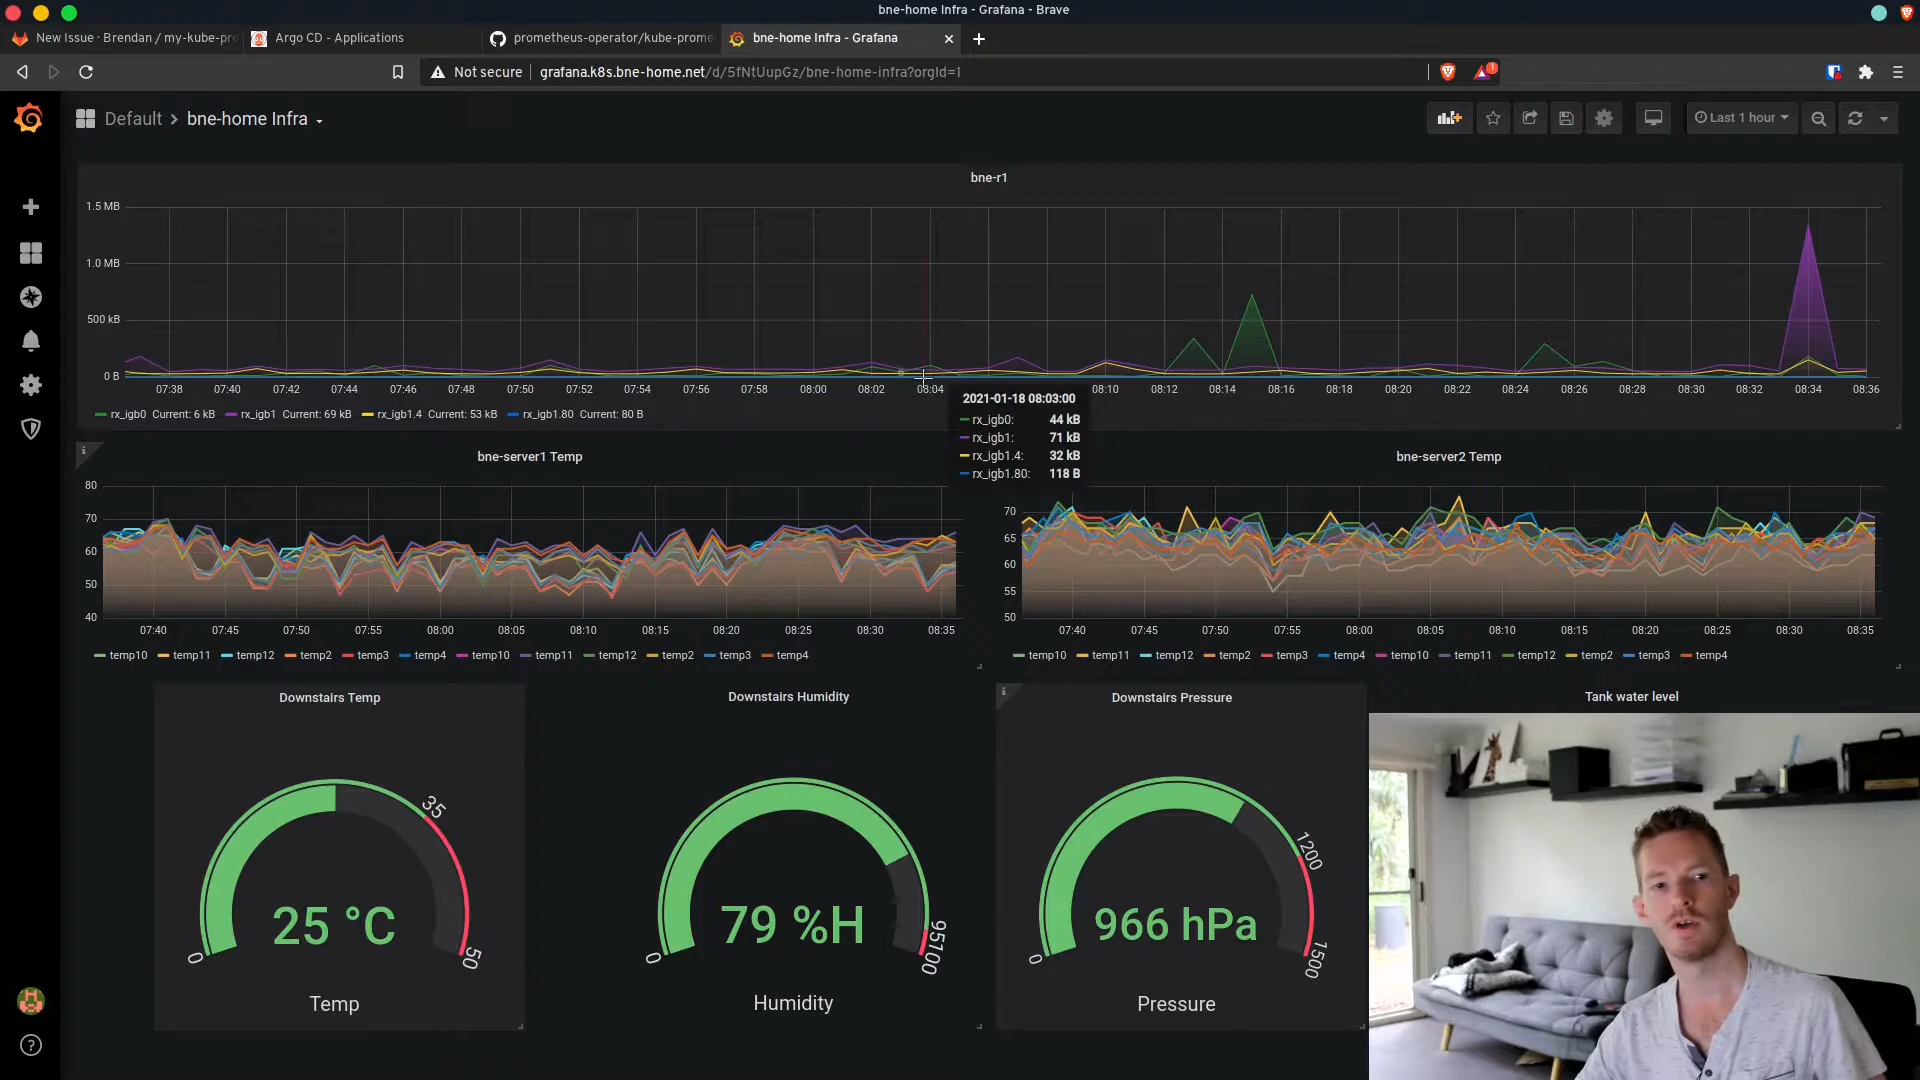 bne-home Infra - Grafana - Brave
New Issue · Brendan / my-kube-pro
Argo CD - Applications
prometheus-operator/kube-prome
bne-home Infra - Grafana
Not secure
grafana.k8s.bne-home.net/d/5fNtUupGz/bne-home-infra?orgId=1
1
Default > bne-home Infra
Last 1 hour
bne-r1
1.5 MB
1.0 MB
500 kB
0 B
07:38 07:40 07:42 07:44 07:46 07:48 07:50 07:52 07:54 07:56 07:58 08:00 08:02 08:04 08:10 08:12 08:14 08:16 08:18 08:20 08:22 08:24 08:26 08:28 08:30 08:32 08:34 08:36
rx_igb0 Current: 6 kB rx_igb1 Current: 69 kB rx_igb1.4 Current: 53 kB rx_igb1.80 Current: 80 B
2021-01-18 08:03:00
rx_igb0: 44 kB
rx_igb1: 71 kB
rx_igb1.4: 32 kB
rx_igb1.80: 118 B
i
bne-server1 Temp
80
70
60
50
40
07:40 07:45 07:50 07:55 08:00 08:05 08:10 08:15 08:20 08:25 08:30 08:35
temp10 temp11 temp12 temp2 temp3 temp4 temp10 temp11 temp12 temp2 temp3 temp4
bne-server2 Temp
70
65
60
55
50
07:40 07:45 07:50 07:55 08:00 08:05 08:10 08:15 08:20 08:25 08:30 08:35
temp10 temp11 temp12 temp2 temp3 temp4 temp10 temp11 temp12 temp2 temp3 temp4
Downstairs Temp
35
0
50
25 °C
Temp
Downstairs Humidity
0
95100
79 %H
Humidity
i
Downstairs Pressure
1200
0
1500
966 hPa
Pressure
Tank water level
?